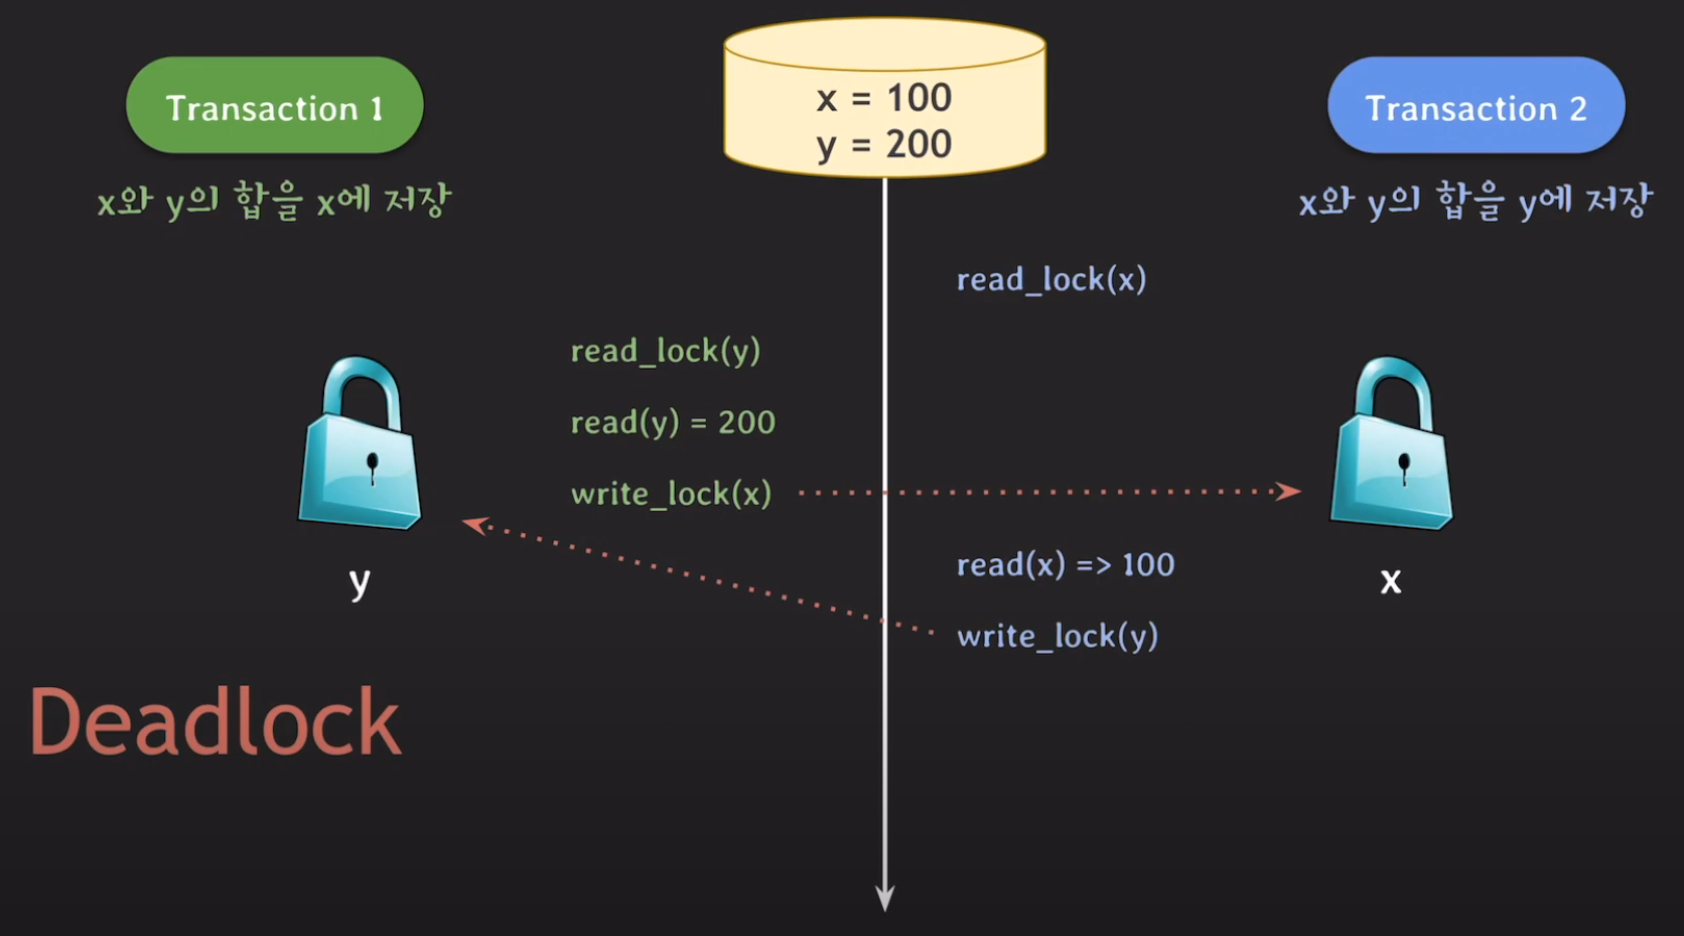 x = 100
y = 200
Transaction 1
Transaction 2
x와 y의 합을 x에 저장
x와 y의 합을 y에 저장
read_lock(x)
read_lock(y)
read(y) = 200
write_lock(x)
read(x) => 100
write_lock(y)
y
x
Deadlock